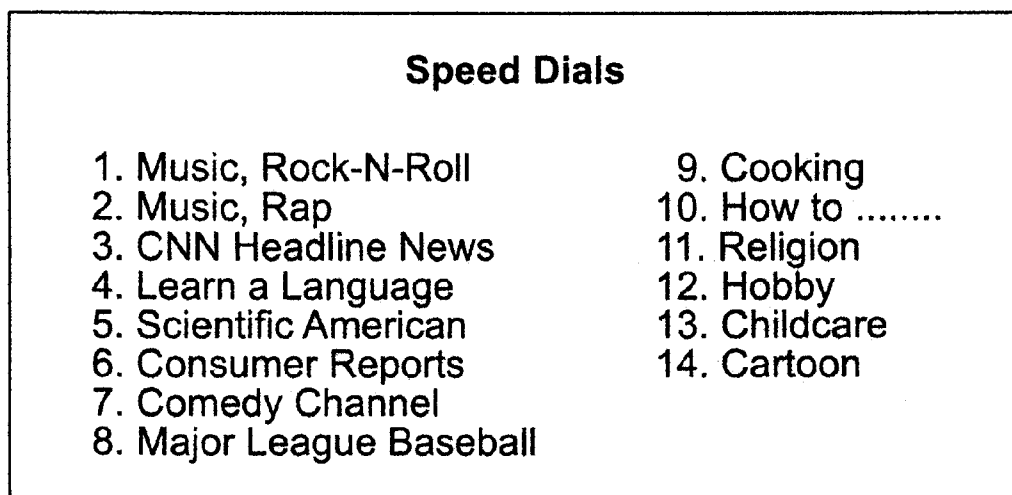 Speed Dials
1. Music, Rock-N-Roll
2. Music, Rap
3. CNN Headline News
4. Learn a Language
5. Scientific American
6. Consumer Reports
7. Comedy Channel
8. Major League Baseball
9. Cooking
10. How to ........
11. Religion
12. Hobby
13. Childcare
14. Cartoon